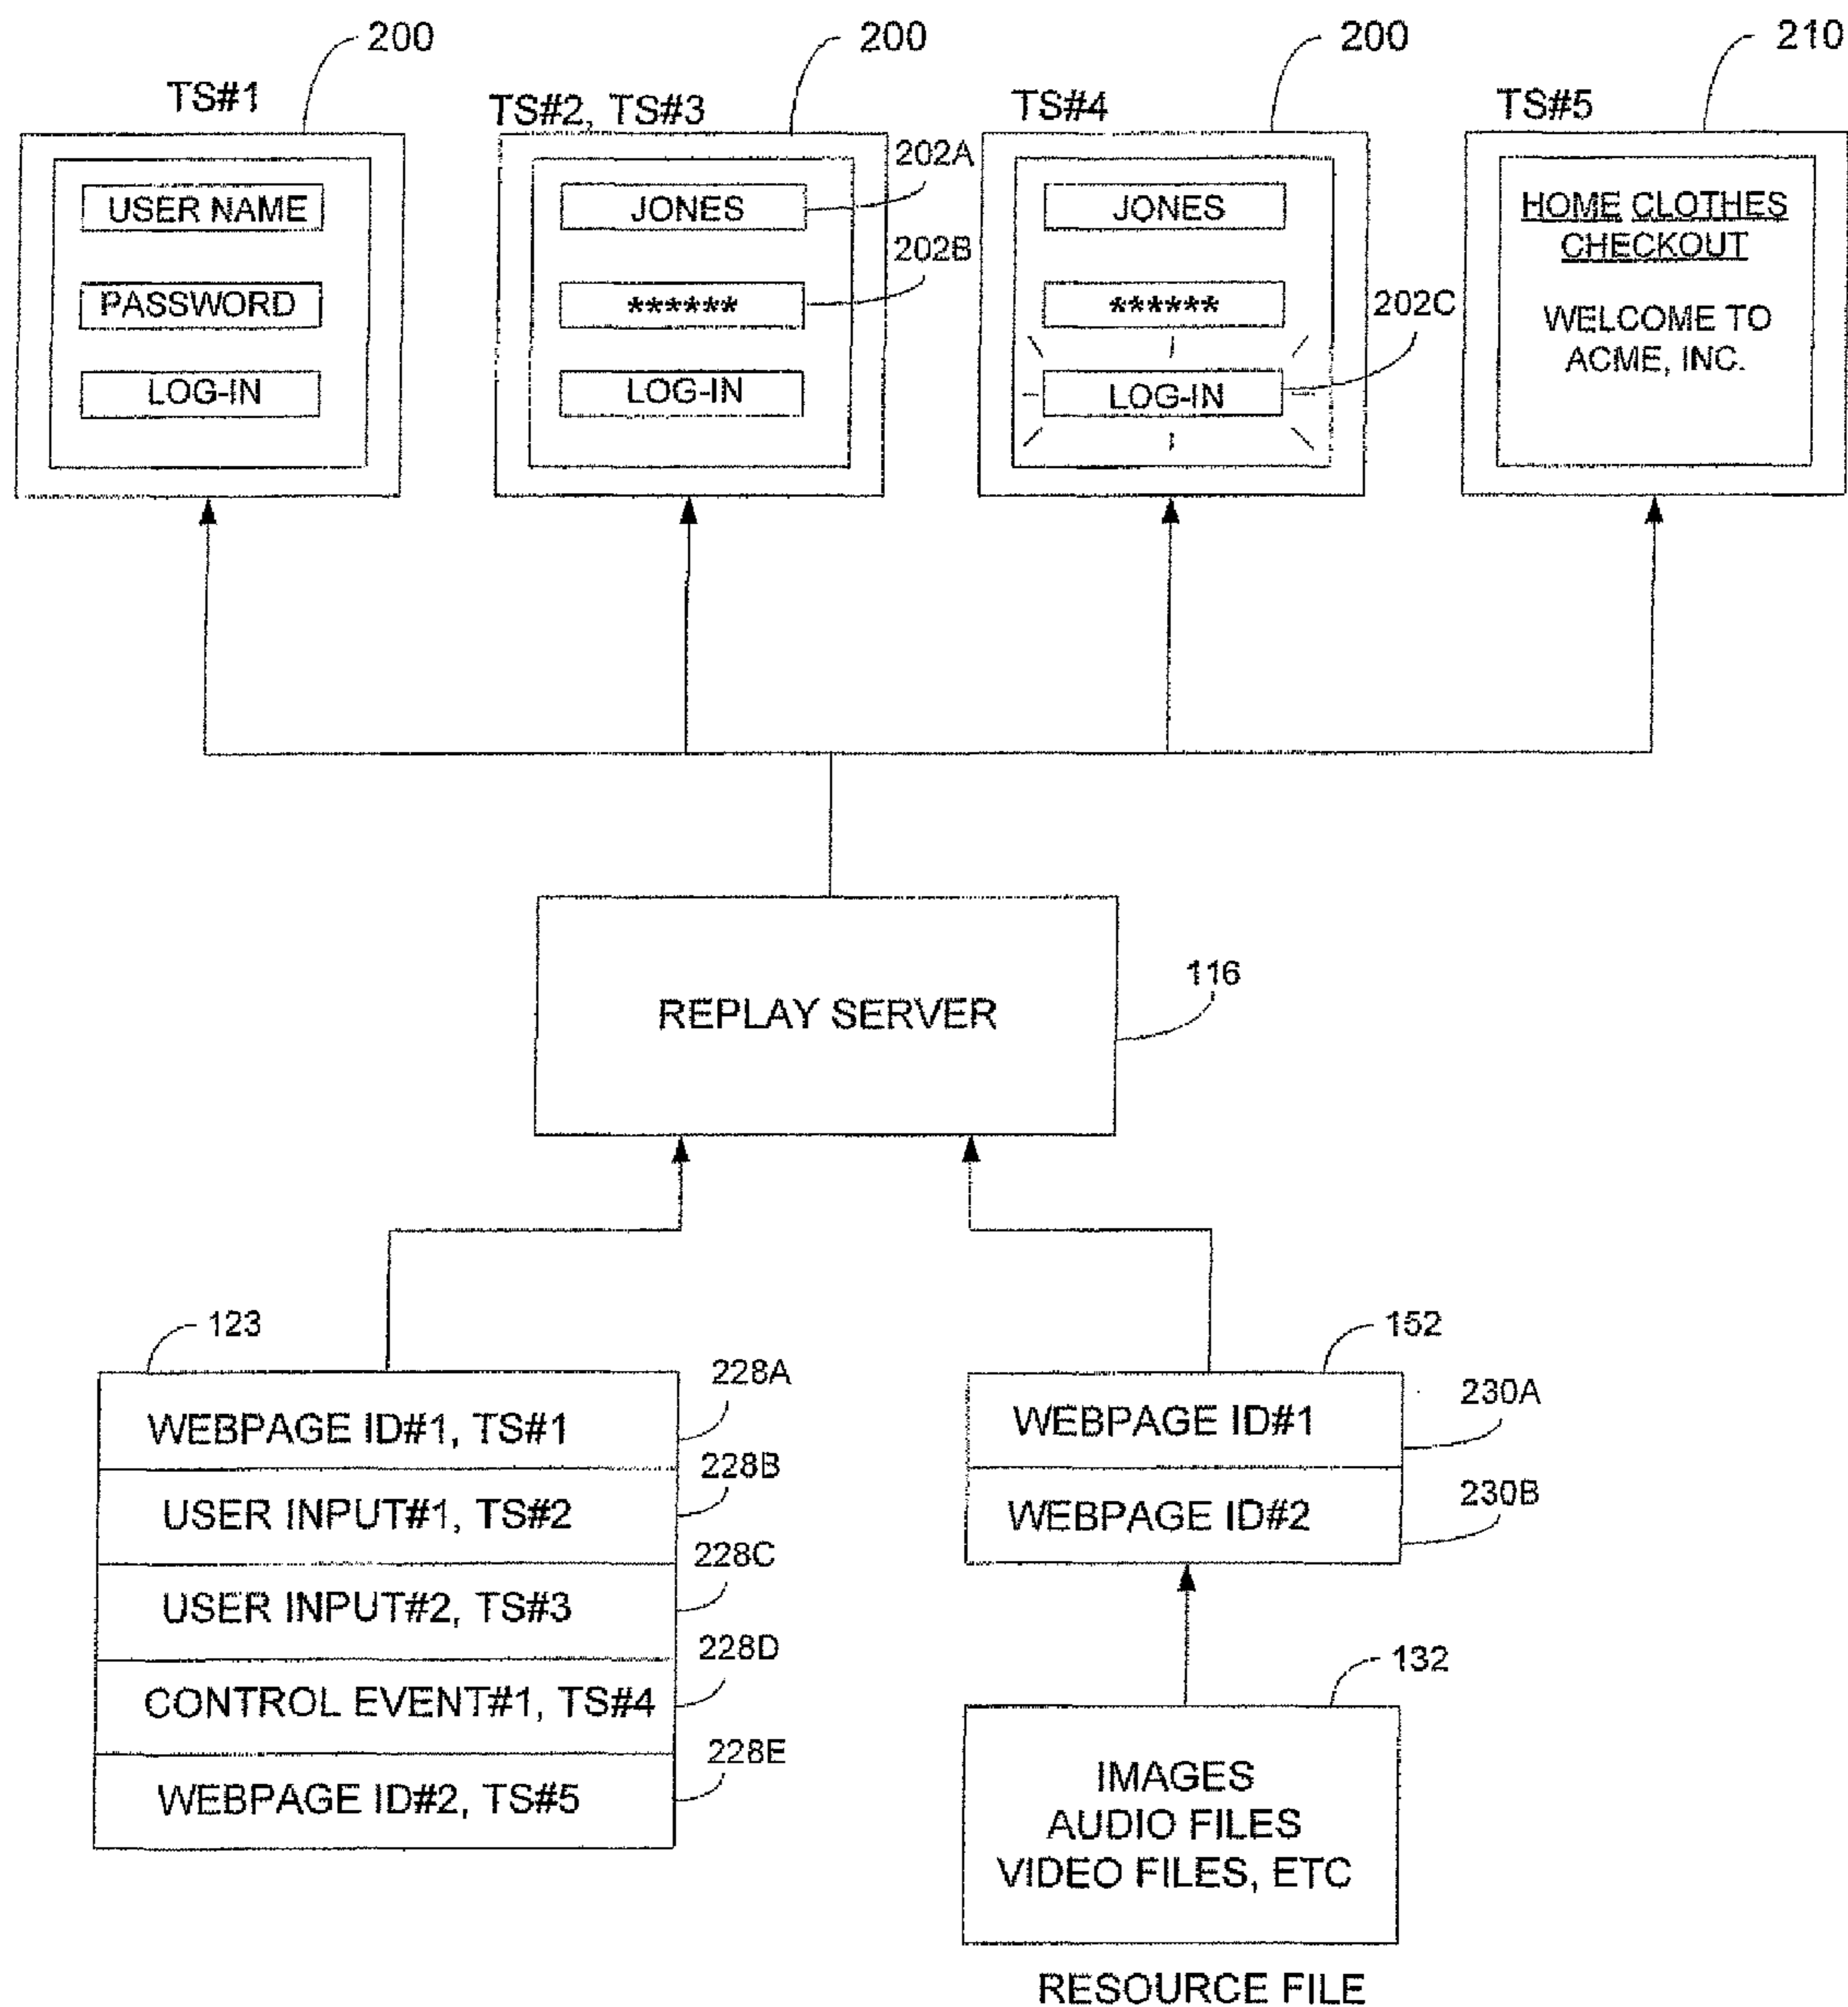 200
200
200
210
TS#1
TS#2, TS#3
TS#4
TS#5
USER NAME
PASSWORD
LOG-IN
JONES
******
LOG-IN
202A
202B
JONES
******
LOG-IN
202C
HOME CLOTHES
CHECKOUT
WELCOME TO
ACME, INC.
REPLAY SERVER
116
123
WEBPAGE ID#1, TS#1
228A
USER INPUT#1, TS#2
228B
USER INPUT#2, TS#3
228C
CONTROL EVENT#1, TS#4
228D
WEBPAGE ID#2, TS#5
228E
152
WEBPAGE ID#1
230A
WEBPAGE ID#2
230B
132
IMAGES
AUDIO FILES
VIDEO FILES, ETC
RESOURCE FILE